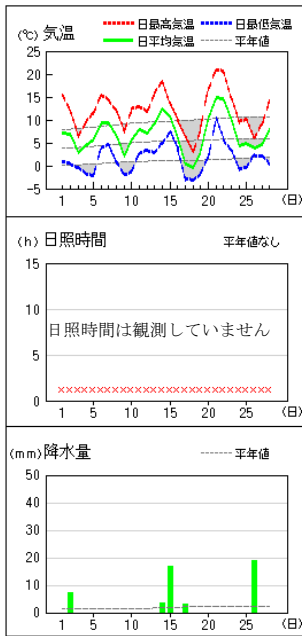 (℃) 気温 日最高気温 日最低気温
日平均気温 平年値
25
20
15
10
5
0
−5
1 5 10 15 20 25 (日)
(h) 日照時間 平年値なし
15
10
5
0
日照時間は観測していません
××××××××××××××××××××××××××××
1 5 10 15 20 25 (日)
(mm) 降水量 平年値
50
40
30
20
10
0
1 5 10 15 20 25 (日)